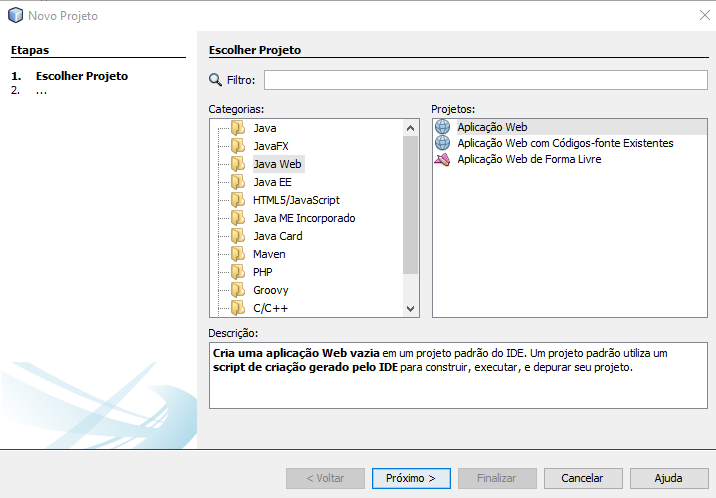 Novo Projeto
Etapas
1. Escolher Projeto
2. ...
Escolher Projeto
Filtro:
Categorias:
Java
JavaFX
Java Web
Java EE
HTML5/JavaScript
Java ME Incorporado
Java Card
Maven
PHP
Groovy
C/C++
Projetos:
Aplicação Web
Aplicação Web com Códigos-fonte Existentes
Aplicação Web de Forma Livre
Descrição:
Cria uma aplicação Web vazia em um projeto padrão do IDE. Um projeto padrão utiliza um
script de criação gerado pelo IDE para construir, executar, e depurar seu projeto.
< Voltar
Próximo >
Finalizar
Cancelar
Ajuda